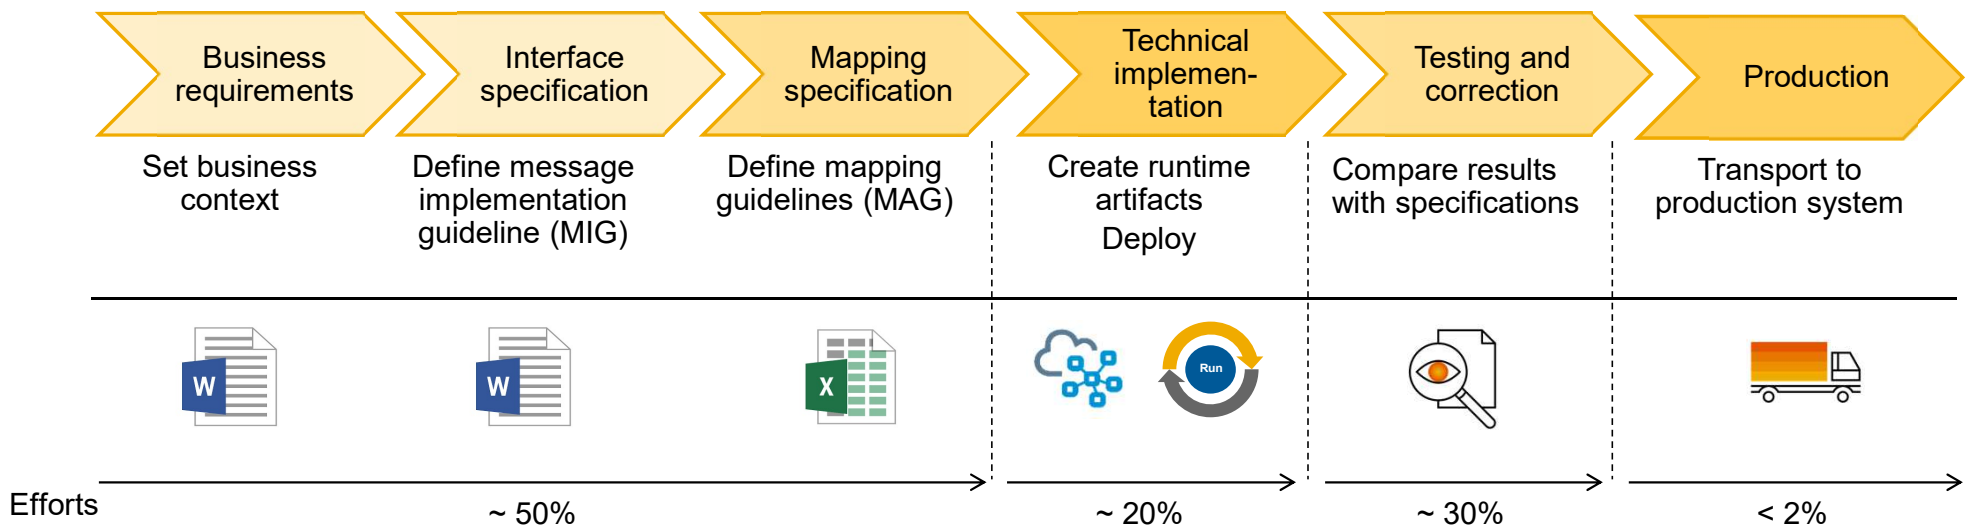 Business
requirements
Interface
specification
Mapping
specification
Technical
implemen-
tation
Testing and
correction
Production
Set business
context
Define message
implementation
guideline (MIG)
Define mapping
guidelines (MAG)
Create runtime
artifacts
Deploy
Compare results
with specifications
Transport to
production system
W
W
X
Run
Efforts
~ 50%
~ 20%
~ 30%
< 2%